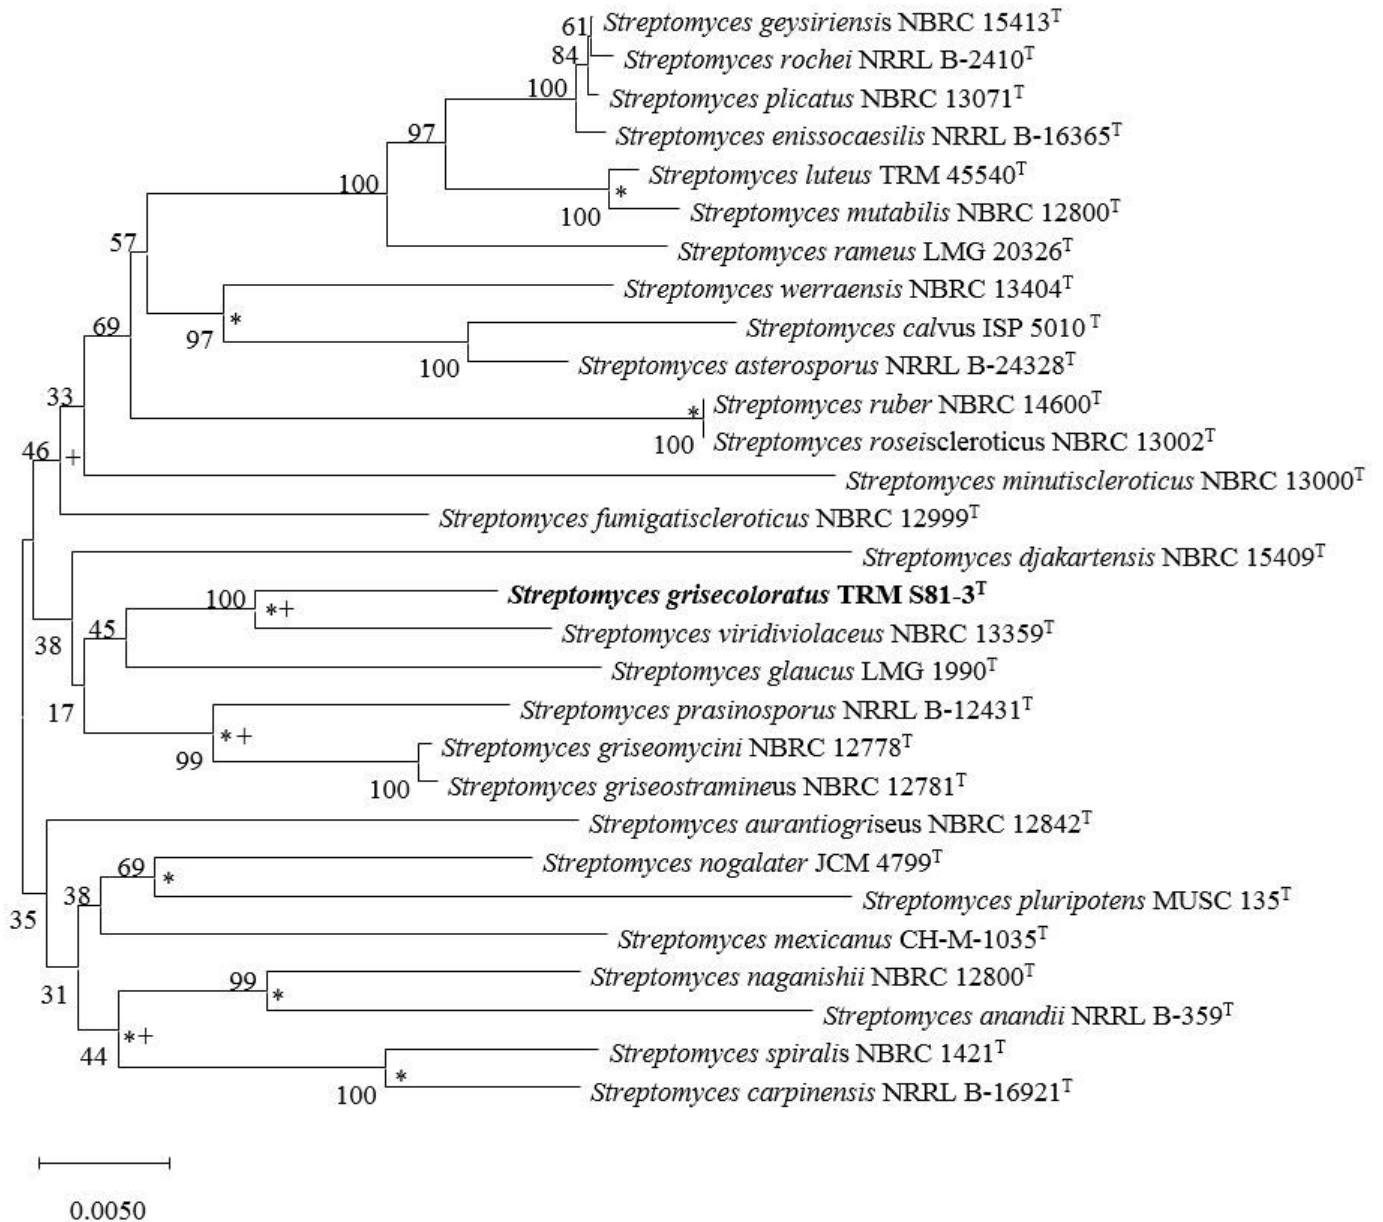 61 Streptomyces geysiriensis NBRC 15413T
84 Streptomyces rochei NRRL B-2410T
100 Streptomyces plicatus NBRC 13071T
97 Streptomyces enissocaesilis NRRL B-16365T
Streptomyces luteus TRM 45540T
100 *
100 Streptomyces mutabilis NBRC 12800T
57 Streptomyces rameus LMG 20326T
Streptomyces werraensis NBRC 13404T
69 * Streptomyces calvus ISP 5010 T
97
100 Streptomyces asterosporus NRRL B-24328T
33 * Streptomyces ruber NBRC 14600T
46 + 100 Streptomyces roseiscleroticus NBRC 13002T
Streptomyces minutiscleroticus NBRC 13000T
Streptomyces fumigatiscleroticus NBRC 12999T
Streptomyces djakartensis NBRC 15409T
100 *+ Streptomyces grisecoloratus TRM S81-3T
45 Streptomyces viridiviolaceus NBRC 13359T
38
Streptomyces glaucus LMG 1990T
17 Streptomyces prasinosporus NRRL B-12431T
*+ Streptomyces griseomycini NBRC 12778T
99
100 Streptomyces griseostramineus NBRC 12781T
Streptomyces aurantiogriseus NBRC 12842T
69 * Streptomyces nogalater JCM 4799T
38 Streptomyces pluripotens MUSC 135T
35
Streptomyces mexicanus CH-M-1035T
99 Streptomyces naganishii NBRC 12800T
31 *
Streptomyces anandii NRRL B-359T
*+
44 Streptomyces spiralis NBRC 1421T
*
100 Streptomyces carpinensis NRRL B-16921T
0.0050